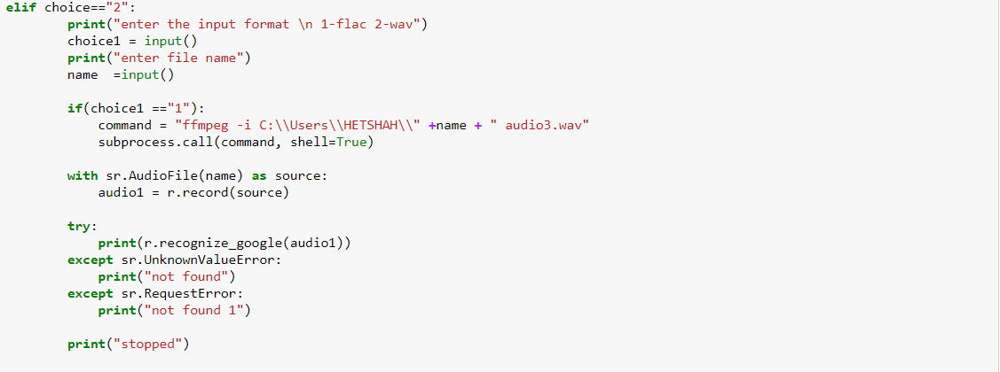 elif choice=="2":
        print("enter the input format \n 1-flac 2-wav")
        choice1 = input()
        print("enter file name")
        name  =input()

        if(choice1 =="1"):
            command = "ffmpeg -i C:\\Users\\HETSHAH\\" +name + " audio3.wav"
            subprocess.call(command, shell=True)

        with sr.AudioFile(name) as source:
            audio1 = r.record(source)

        try:
            print(r.recognize_google(audio1))
        except sr.UnknownValueError:
            print("not found")
        except sr.RequestError:
            print("not found 1")

        print("stopped")